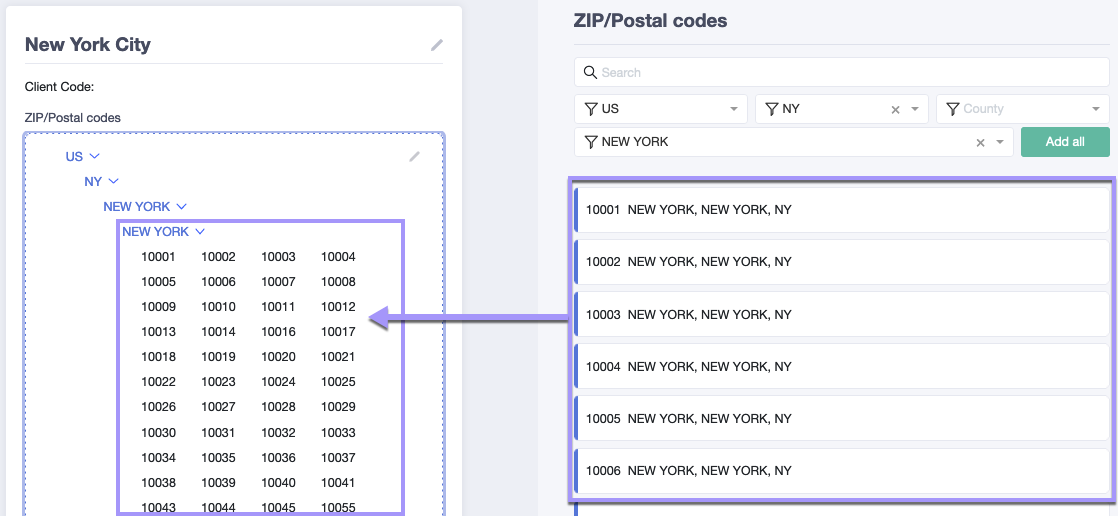 New York City
Client Code:
ZIP/Postal codes
US
NY
NEW YORK
NEW YORK
10001 10002 10003 10004
10005 10006 10007 10008
10009 10010 10011 10012
10013 10014 10016 10017
10018 10019 10020 10021
10022 10023 10024 10025
10026 10027 10028 10029
10030 10031 10032 10033
10034 10035 10036 10037
10038 10039 10040 10041
10043 10044 10045 10055
ZIP/Postal codes
Search
US NY County
NEW YORK Add all
10001 NEW YORK, NEW YORK, NY
10002 NEW YORK, NEW YORK, NY
10003 NEW YORK, NEW YORK, NY
10004 NEW YORK, NEW YORK, NY
10005 NEW YORK, NEW YORK, NY
10006 NEW YORK, NEW YORK, NY